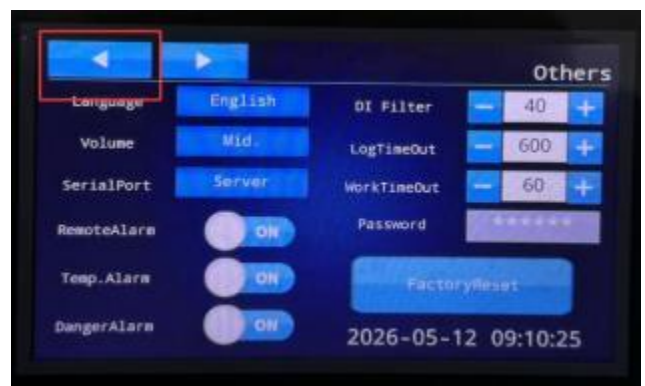 Others
Language English
Volume Mid.
SerialPort Server
RemoteAlarm ON
Temp.Alarm ON
DangerAlarm ON
DI Filter − 40 +
LogTimeOut − 600 +
WorkTimeOut − 60 +
Password ******
FactoryReset
2026-05-12 09:10:25